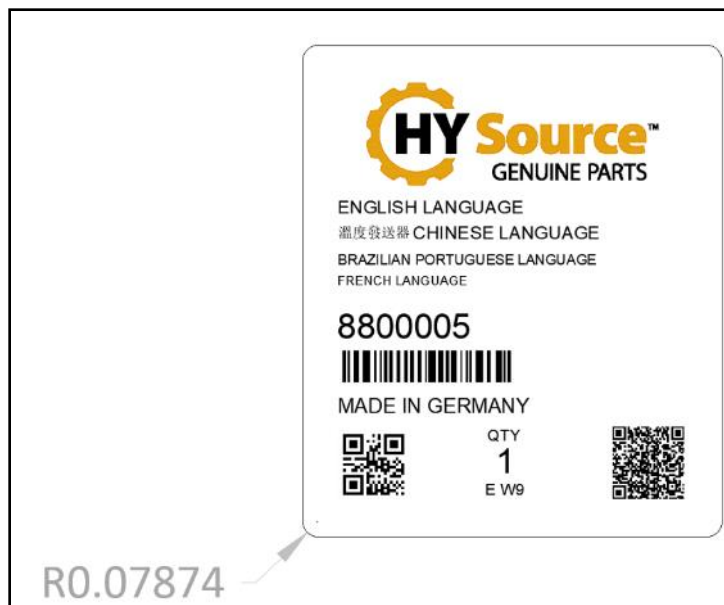 HY Source™
GENUINE PARTS
ENGLISH LANGUAGE
溫度發送器 CHINESE LANGUAGE
BRAZILIAN PORTUGUESE LANGUAGE
FRENCH LANGUAGE
8800005
MADE IN GERMANY
QTY
1
E W9
R0.07874